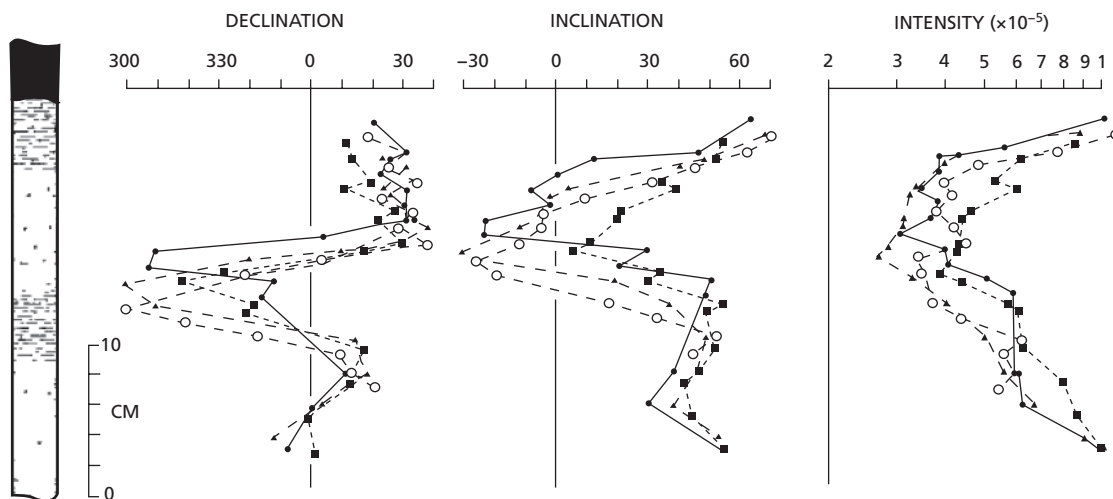 DECLINATION INCLINATION INTENSITY (×10⁻⁵)
300 330 0 30 −30 0 30 60 2 3 4 5 6 7 8 9 1
10
CM
0